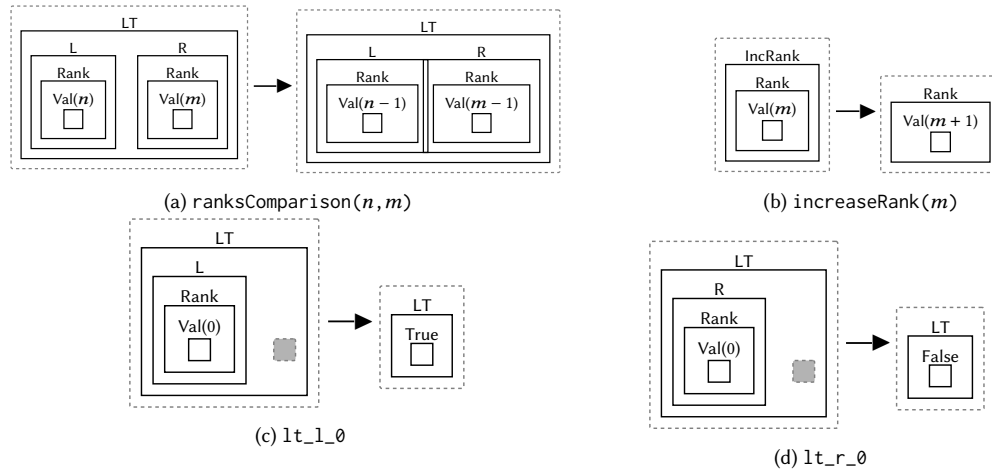 LT
L R
Rank Rank
Val(n) Val(m)
LT
L R
Rank Rank
Val(n − 1) Val(m − 1)
(a) ranksComparison(n,m)
IncRank
Rank
Val(m)
Rank
Val(m + 1)
(b) increaseRank(m)
LT
L
Rank
Val(0)
LT
True
(c) lt_l_0
LT
R
Rank
Val(0)
LT
False
(d) lt_r_0